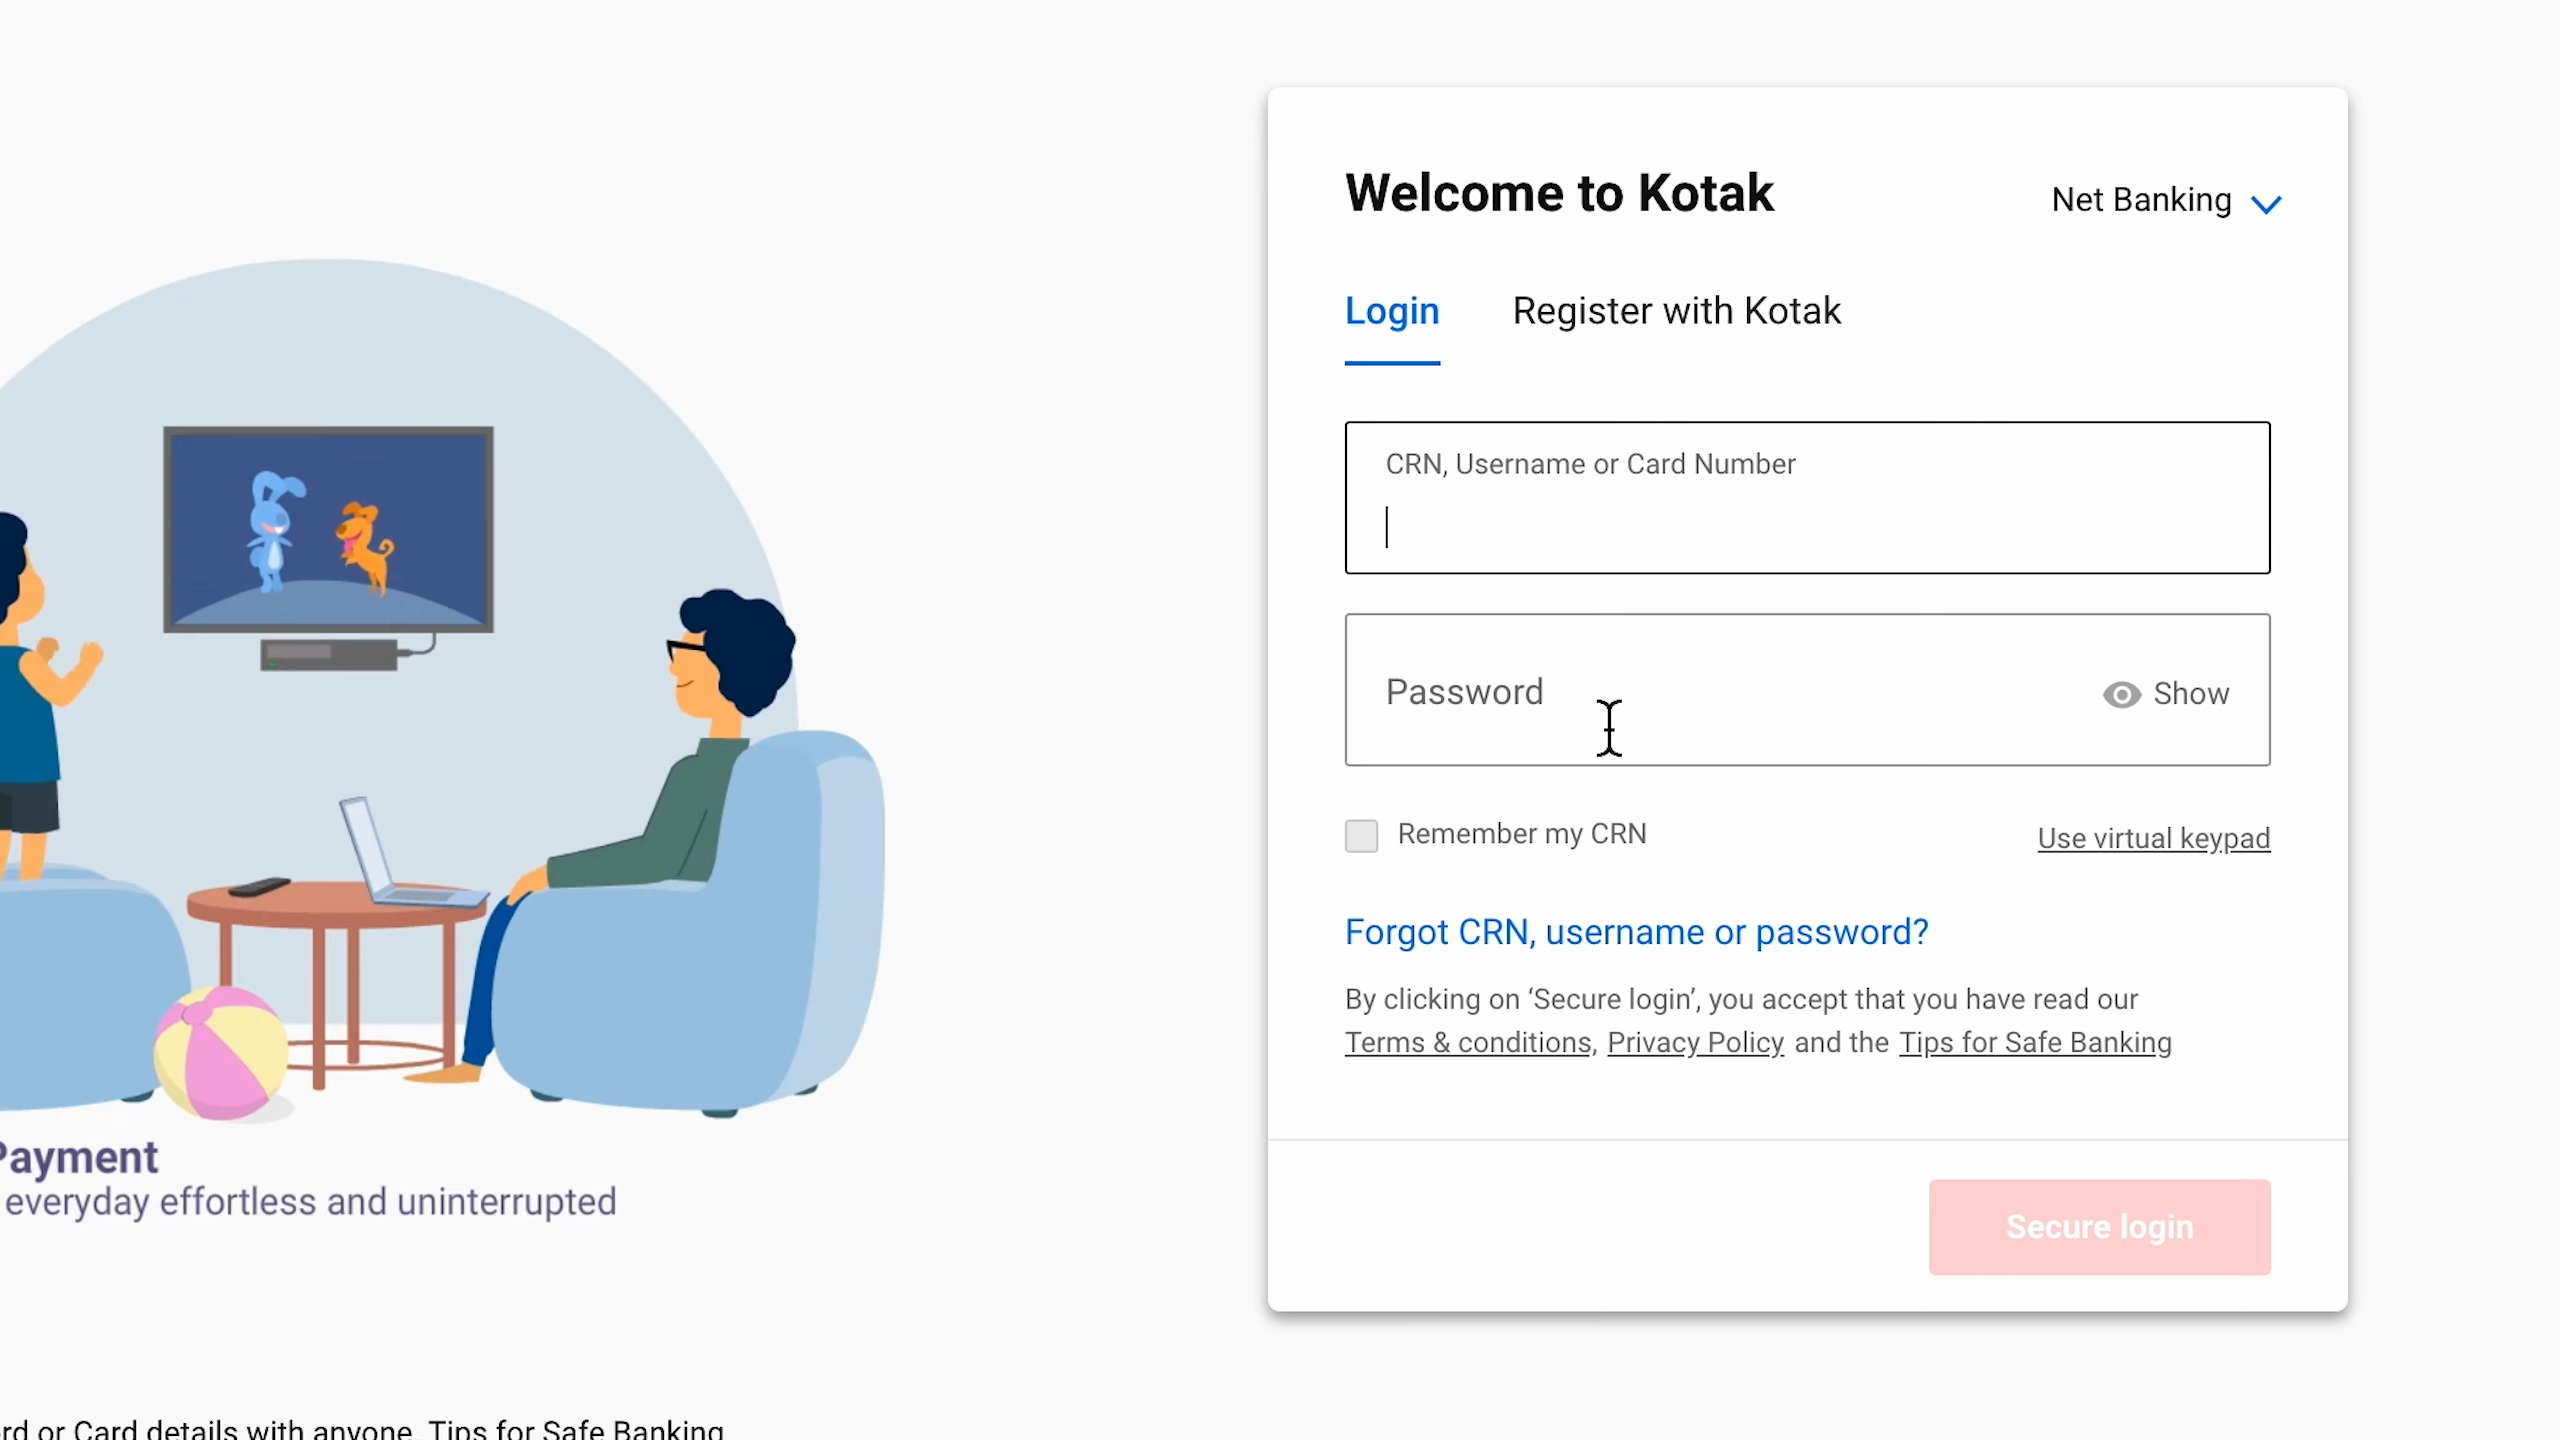 Welcome to Kotak
Net Banking
Login
Register with Kotak
CRN, Username or Card Number
Password
Show
Remember my CRN
Use virtual keypad
Forgot CRN, username or password?
By clicking on ‘Secure login’, you accept that you have read our
Terms & conditions, Privacy Policy and the Tips for Safe Banking
Secure login
Payment
everyday effortless and uninterrupted
or Card details with anyone. Tips for Safe Banking